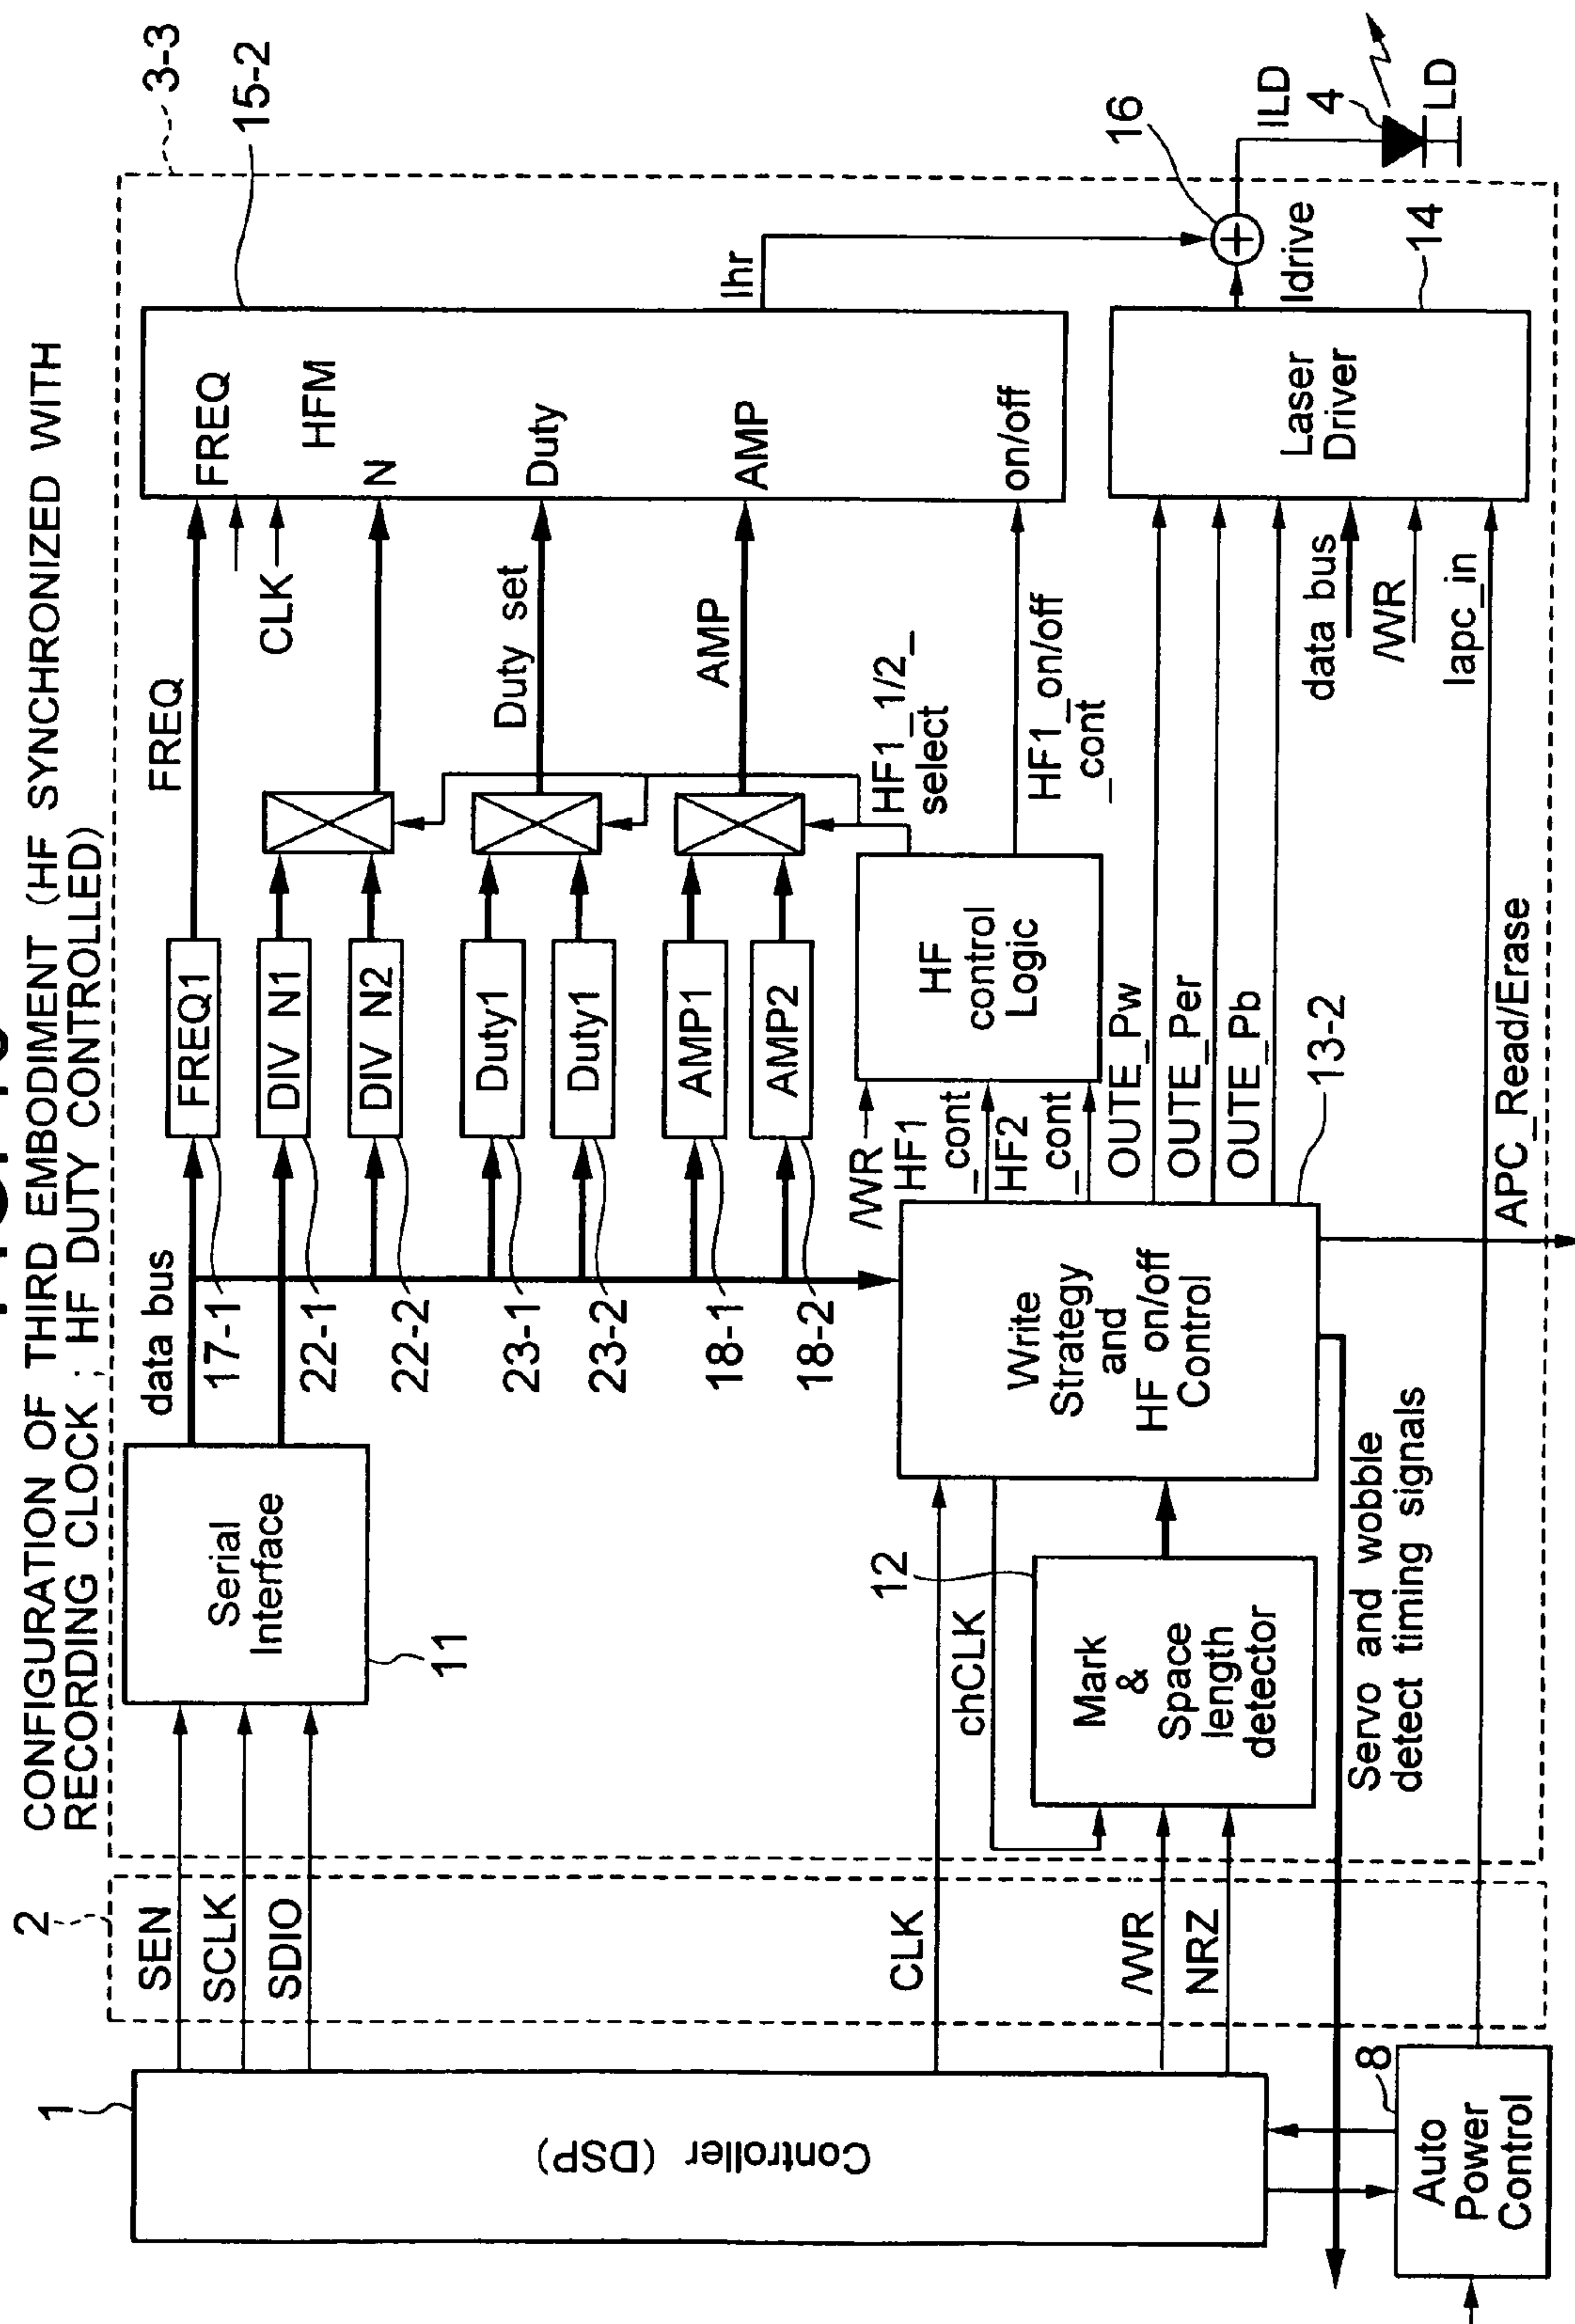 CONFIGURATION OF THIRD EMBODIMENT (HF SYNCHRONIZED WITH
RECORDING CLOCK ; HF DUTY CONTROLLED)
3-3
15-2
2
1
Controller (DSP)
SEN
SCLK
SDIO
CLK
/WR
NRZ
8
Auto
Power
Control
Serial
Interface
11
data bus
17-1
22-1
22-2
23-1
23-2
18-1
18-2
FREQ1
DIV N1
DIV N2
Duty1
Duty1
AMP1
AMP2
FREQ
CLK
Duty set
AMP
HF1_1/2_
select
HF1_on/off
_cont
FREQ
HFM
N
Duty
AMP
on/off
Ihr
16
ILD
4
LD
Idrive
14
Laser
Driver
data bus
/WR
Iapc_in
HF
control
Logic
/WR
HF1
_cont
HF2
_cont
OUTE_Pw
OUTE_Per
OUTE_Pb
13-2
Write
Strategy
and
HF on/off
Control
chCLK
12
Mark
&
Space
length
detector
Servo and wobble
detect timing signals
APC_Read/Erase